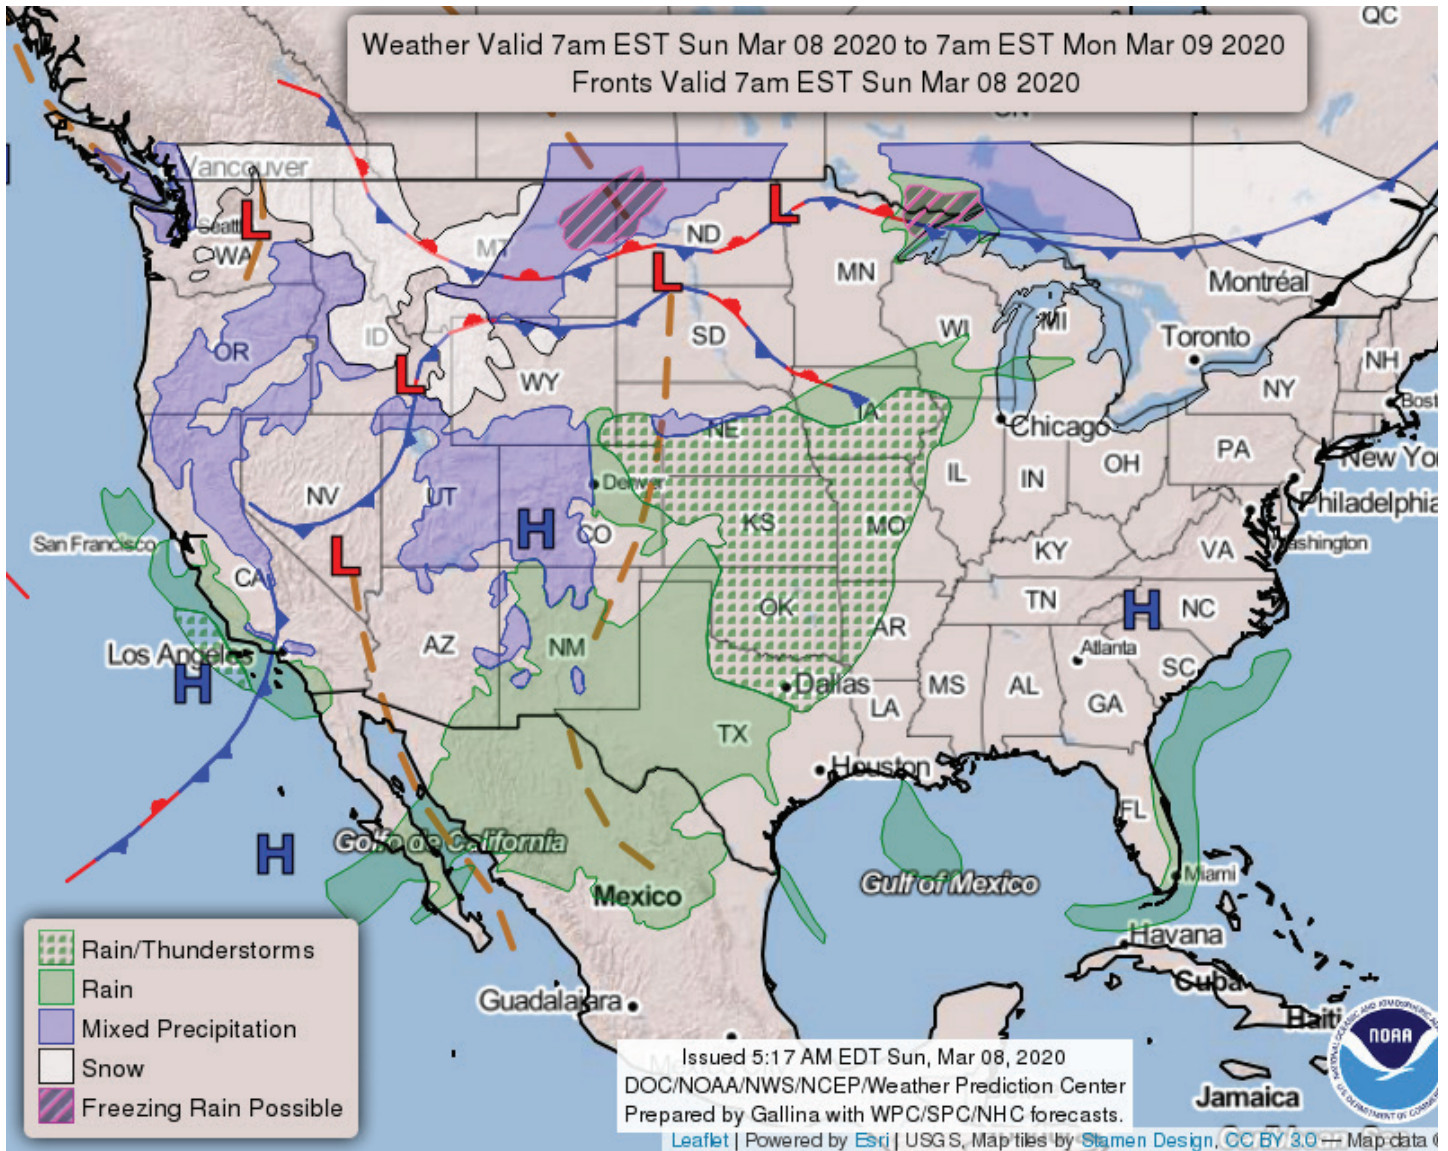 QC
Weather Valid 7am EST Sun Mar 08 2020 to 7am EST Mon Mar 09 2020
Fronts Valid 7am EST Sun Mar 08 2020
Vancouver
L
L
WA
MT
ND
L
MN
Montréal
OR
ID
L
SD
WI
MI
Toronto
WY
NH
NY
NE
IA
Chicago
PA
New Yo
NV
UT
Denver
IL
IN
OH
Philadelphia
San Francisco
L
H
CO
KS
MO
KY
VA
CA
TN
H
NC
OK
AR
Los Angeles
AZ
NM
Atlanta
SC
H
Dallas
MS
AL
GA
LA
TX
Houston
FL
Golfo de California
H
Mexico
Gulf of Mexico
Miami
Havana
Cuba
Haiti
Rain/Thunderstorms
Rain
Mixed Precipitation
Snow
Freezing Rain Possible
Guadalajara
NOAA
Jamaica
Issued 5:17 AM EDT Sun, Mar 08, 2020
DOC/NOAA/NWS/NCEP/Weather Prediction Center
Prepared by Gallina with WPC/SPC/NHC forecasts.
Leaflet | Powered by Esri | USGS, Map tiles by Stamen Design, CC BY 3.0 — Map data ©